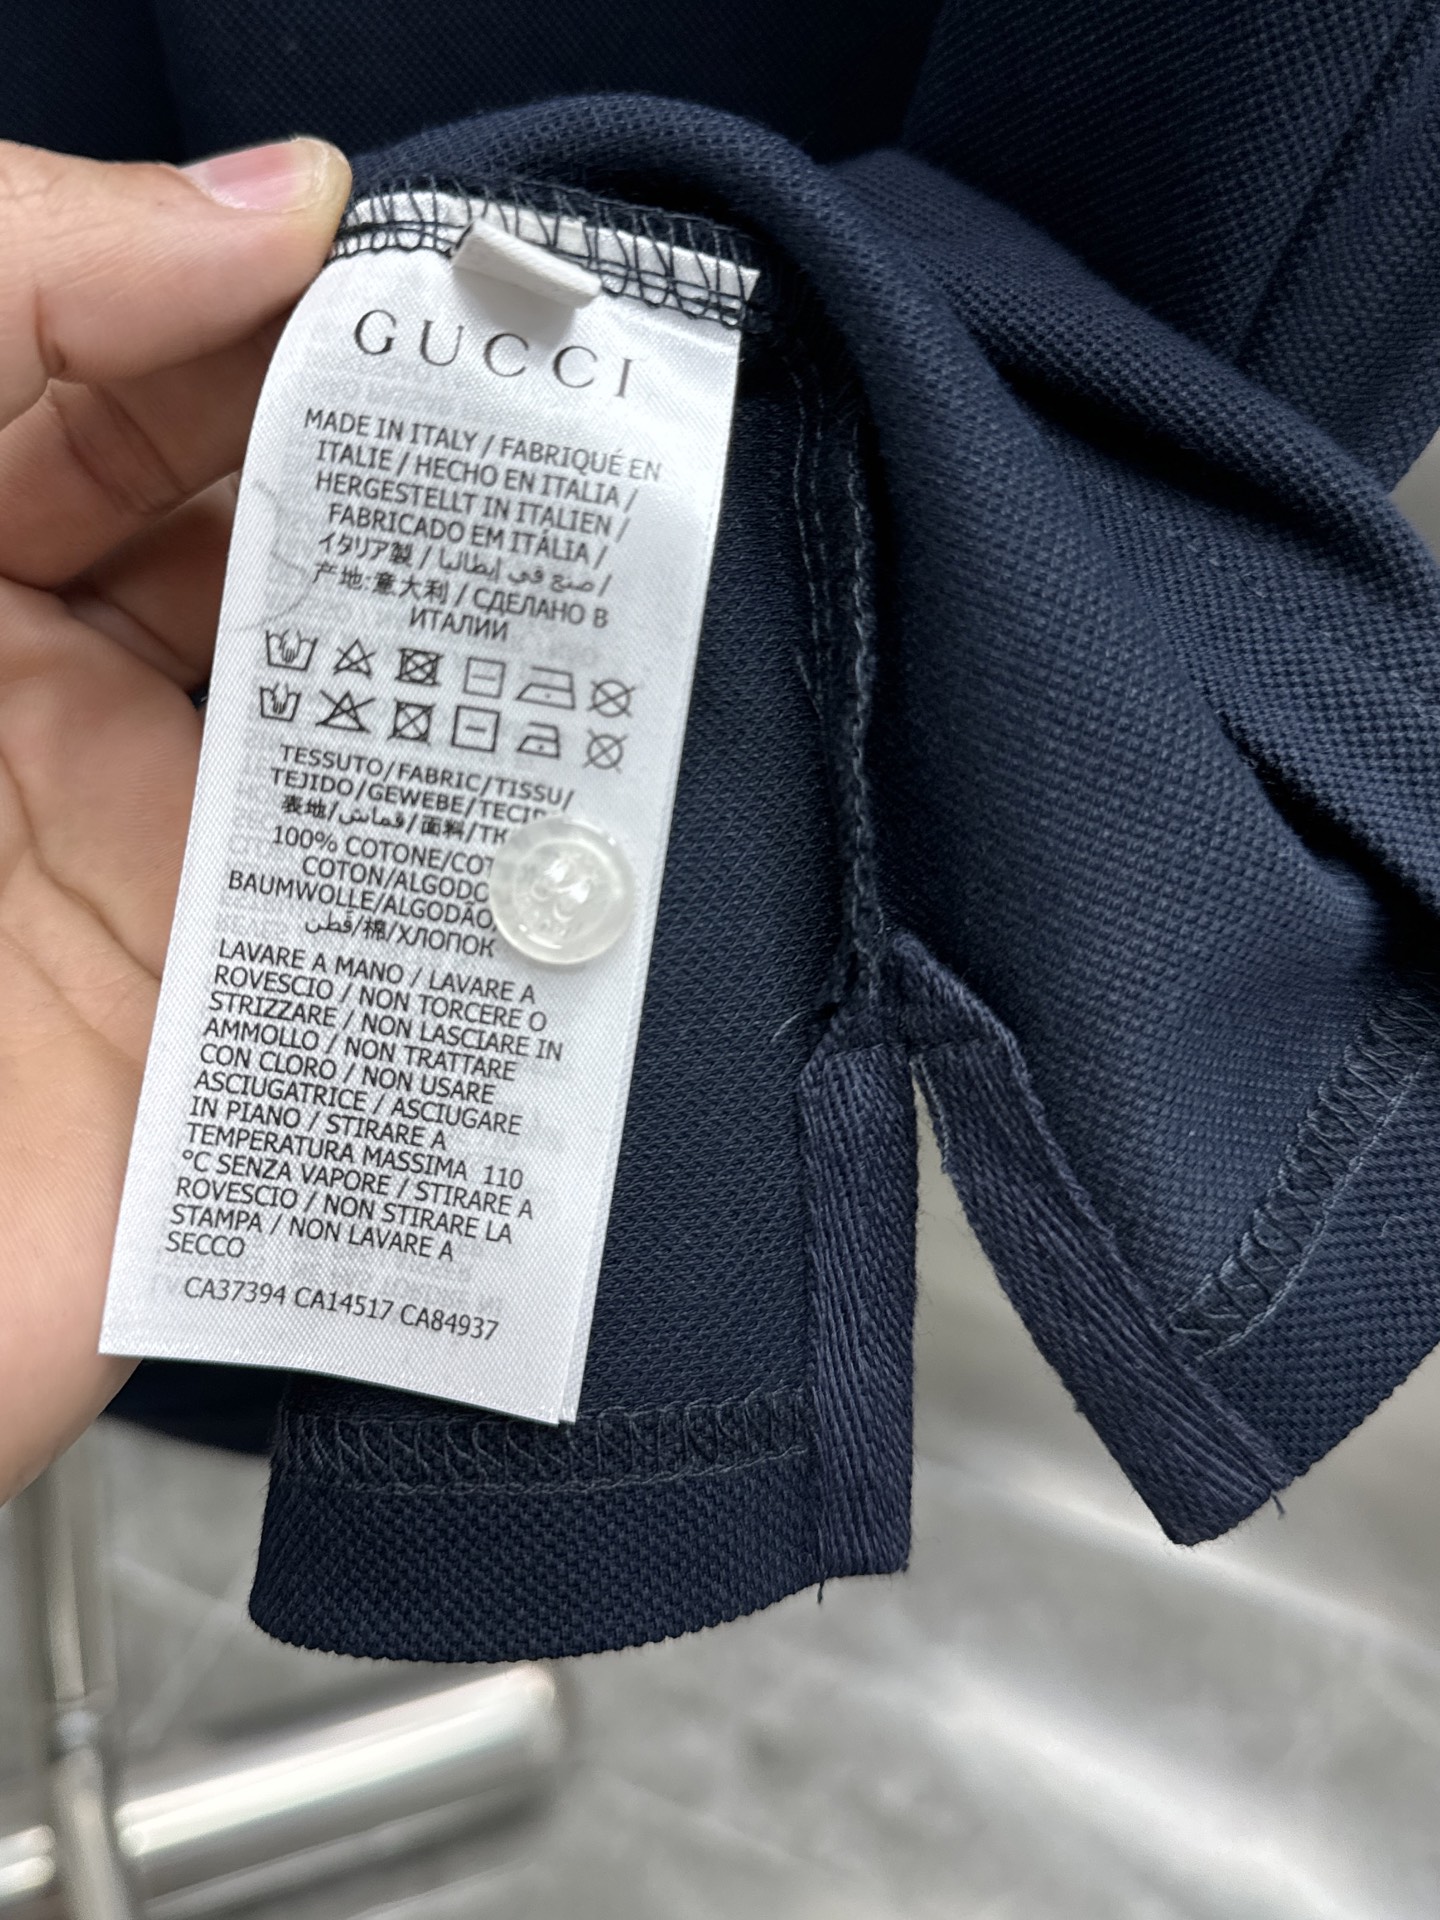 GUCCI
MADE IN ITALY / FABRIQUÉ EN
ITALIE / HECHO EN ITALIA /
HERGESTELLT IN ITALIEN /
FABRICADO EM ITÁLIA /
イタリア製 / صنع في إيطاليا /
产地:意大利 / СДЕЛАНО В
ИТАЛИИ
TESSUTO/FABRIC/TISSU/
TEJIDO/GEWEBE/
表地/قماش/面料/
100% COTONE/
COTON/
BAUMWOLLE/ALGODÃO/
قطن/棉/ХЛОПОК
LAVARE A MANO / LAVARE A
ROVESCIO / NON TORCERE O
STRIZZARE / NON LASCIARE IN
AMMOLLO / NON TRATTARE
CON CLORO / NON USARE
ASCIUGATRICE / ASCIUGARE
IN PIANO / STIRARE A
TEMPERATURA MASSIMA 110
°C SENZA VAPORE / STIRARE A
ROVESCIO / NON STIRARE LA
STAMPA / NON LAVARE A
SECCO
CA37394 CA14517 CA84937